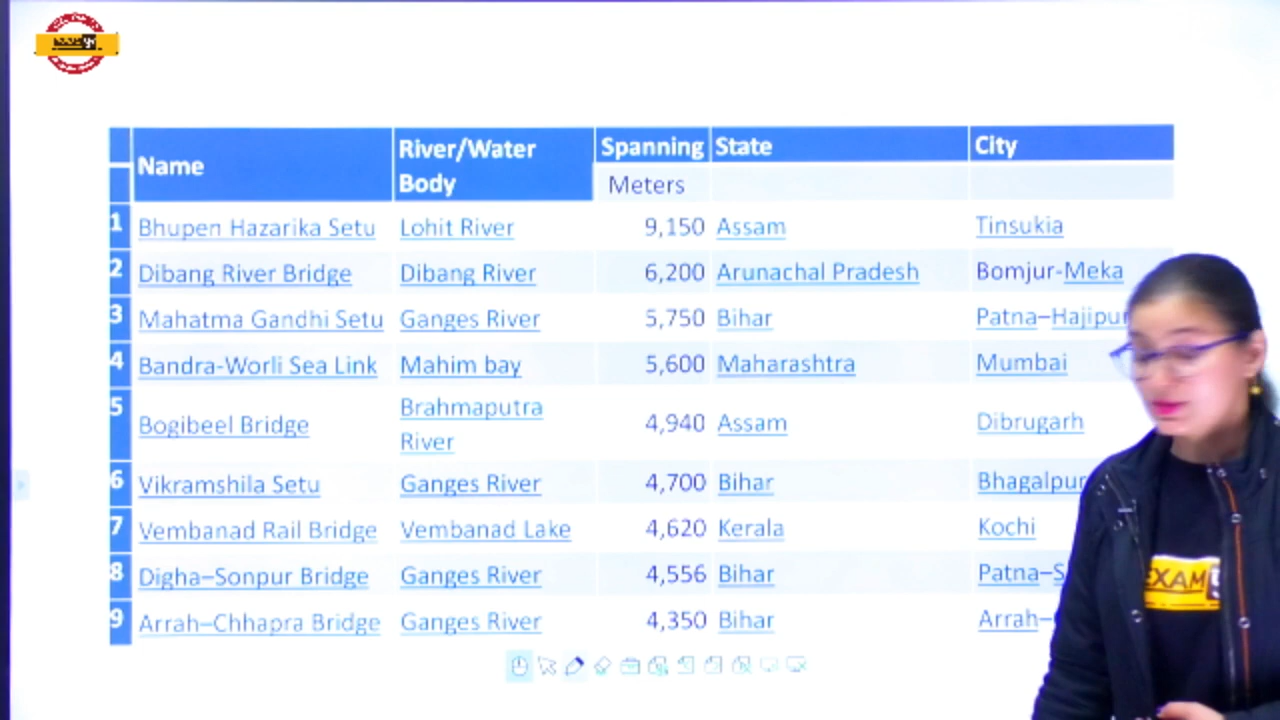 Name River/Water Body Spanning State City
Meters
1 Bhupen Hazarika Setu Lohit River 9,150 Assam Tinsukia
2 Dibang River Bridge Dibang River 6,200 Arunachal Pradesh Bomjur-Meka
3 Mahatma Gandhi Setu Ganges River 5,750 Bihar Patna–Hajipur
4 Bandra-Worli Sea Link Mahim bay 5,600 Maharashtra Mumbai
5 Bogibeel Bridge Brahmaputra River 4,940 Assam Dibrugarh
6 Vikramshila Setu Ganges River 4,700 Bihar Bhagalpur
7 Vembanad Rail Bridge Vembanad Lake 4,620 Kerala Kochi
8 Digha–Sonpur Bridge Ganges River 4,556 Bihar Patna–S
9 Arrah–Chhapra Bridge Ganges River 4,350 Bihar Arrah–
EXAM